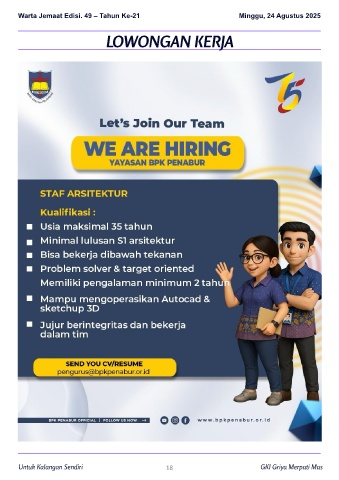 Warta Jemaat Edisi. 49 – Tahun Ke-21
Minggu, 24 Agustus 2025
LOWONGAN KERJA
75
Let's Join Our Team
WE ARE HIRING
YAYASAN BPK PENABUR
STAF ARSITEKTUR
Kualifikasi :
Usia maksimal 35 tahun
Minimal lulusan S1 arsitektur
Bisa bekerja dibawah tekanan
Problem solver & target oriented
Memiliki pengalaman minimum 2 tahun
Mampu mengoperasikan Autocad &
sketchup 3D
Jujur berintegritas dan bekerja
dalam tim
SEND YOU CV/RESUME
pengurus@bpkpenabur.or.id
BPK PENABUR OFFICIAL | FOLLOW US NOW
www.bpkpenabur.or.id
Untuk Kalangan Sendiri
18
GKI Griya Merpati Mas